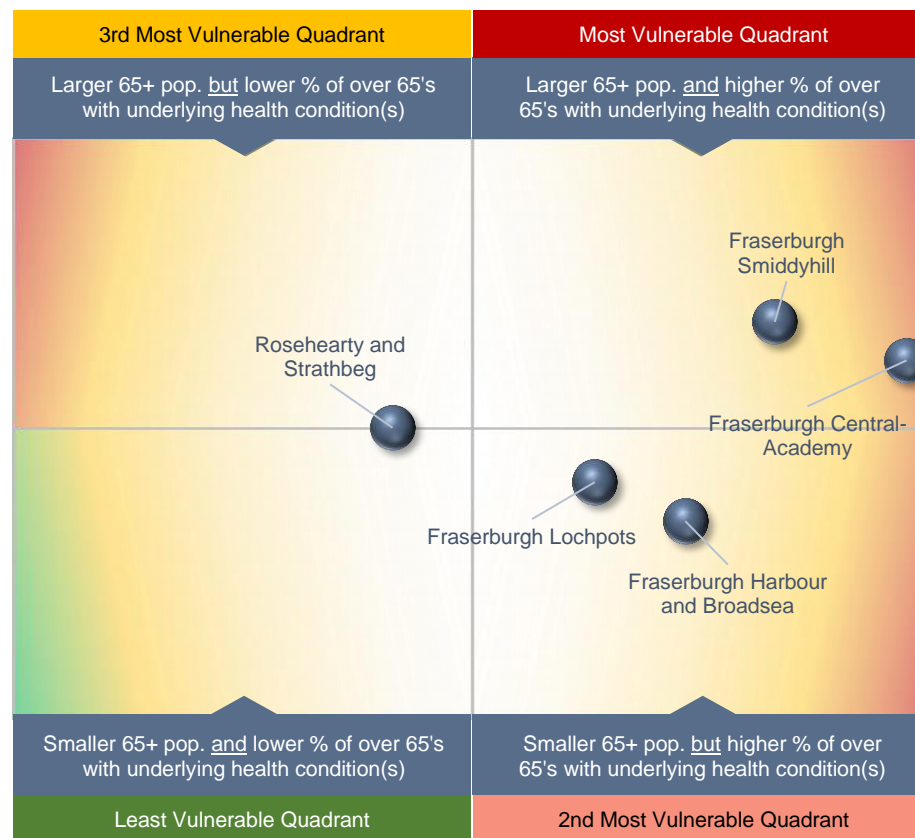 3rd Most Vulnerable Quadrant
Most Vulnerable Quadrant
Larger 65+ pop. but lower % of over 65's
with underlying health condition(s)
Larger 65+ pop. and higher % of over
65's with underlying health condition(s)
Fraserburgh
Smiddyhill
Rosehearty and
Strathbeg
Fraserburgh Central-
Academy
Fraserburgh Lochpots
Fraserburgh Harbour
and Broadsea
Smaller 65+ pop. and lower % of over 65's
with underlying health condition(s)
Smaller 65+ pop. but higher % of over
65's with underlying health condition(s)
Least Vulnerable Quadrant
2nd Most Vulnerable Quadrant